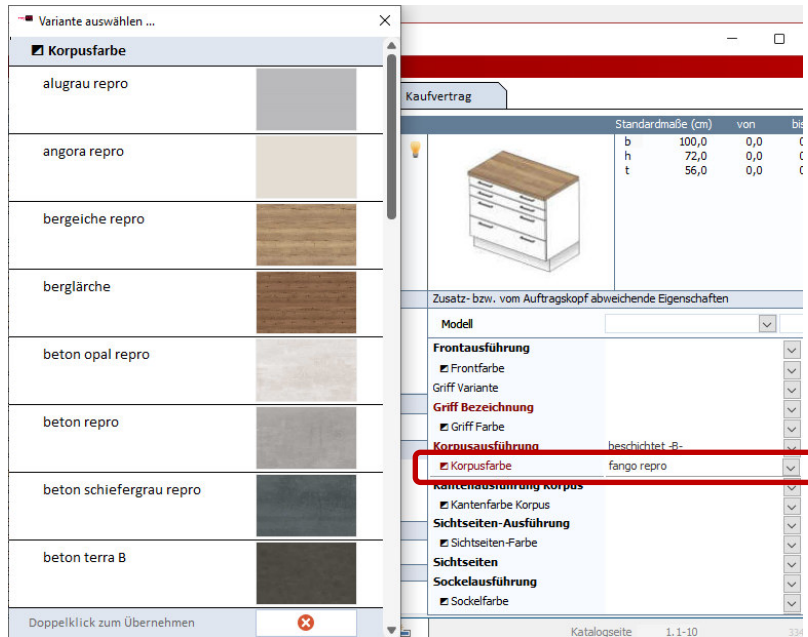 Variante auswählen ...
Korpusfarbe
alugrau repro
angora repro
bergeiche repro
berglärche
beton opal repro
beton repro
beton schiefergrau repro
beton terra B
Doppelklick zum Übernehmen
Kaufvertrag
Standardmaße (cm) von bis
b 100,0 0,0
h 72,0 0,0
t 56,0 0,0
Zusatz- bzw. vom Auftragskopf abweichende Eigenschaften
Modell
Frontausführung
Frontfarbe
Griff Variante
Griff Bezeichnung
Griff Farbe
Korpusausführung beschichtet -B-
Korpusfarbe fango repro
Kantenausführung Korpus
Kantenfarbe Korpus
Sichtseiten-Ausführung
Sichtseiten-Farbe
Sichtseiten
Sockelausführung
Sockelfarbe
Katalogseite 1.1-10